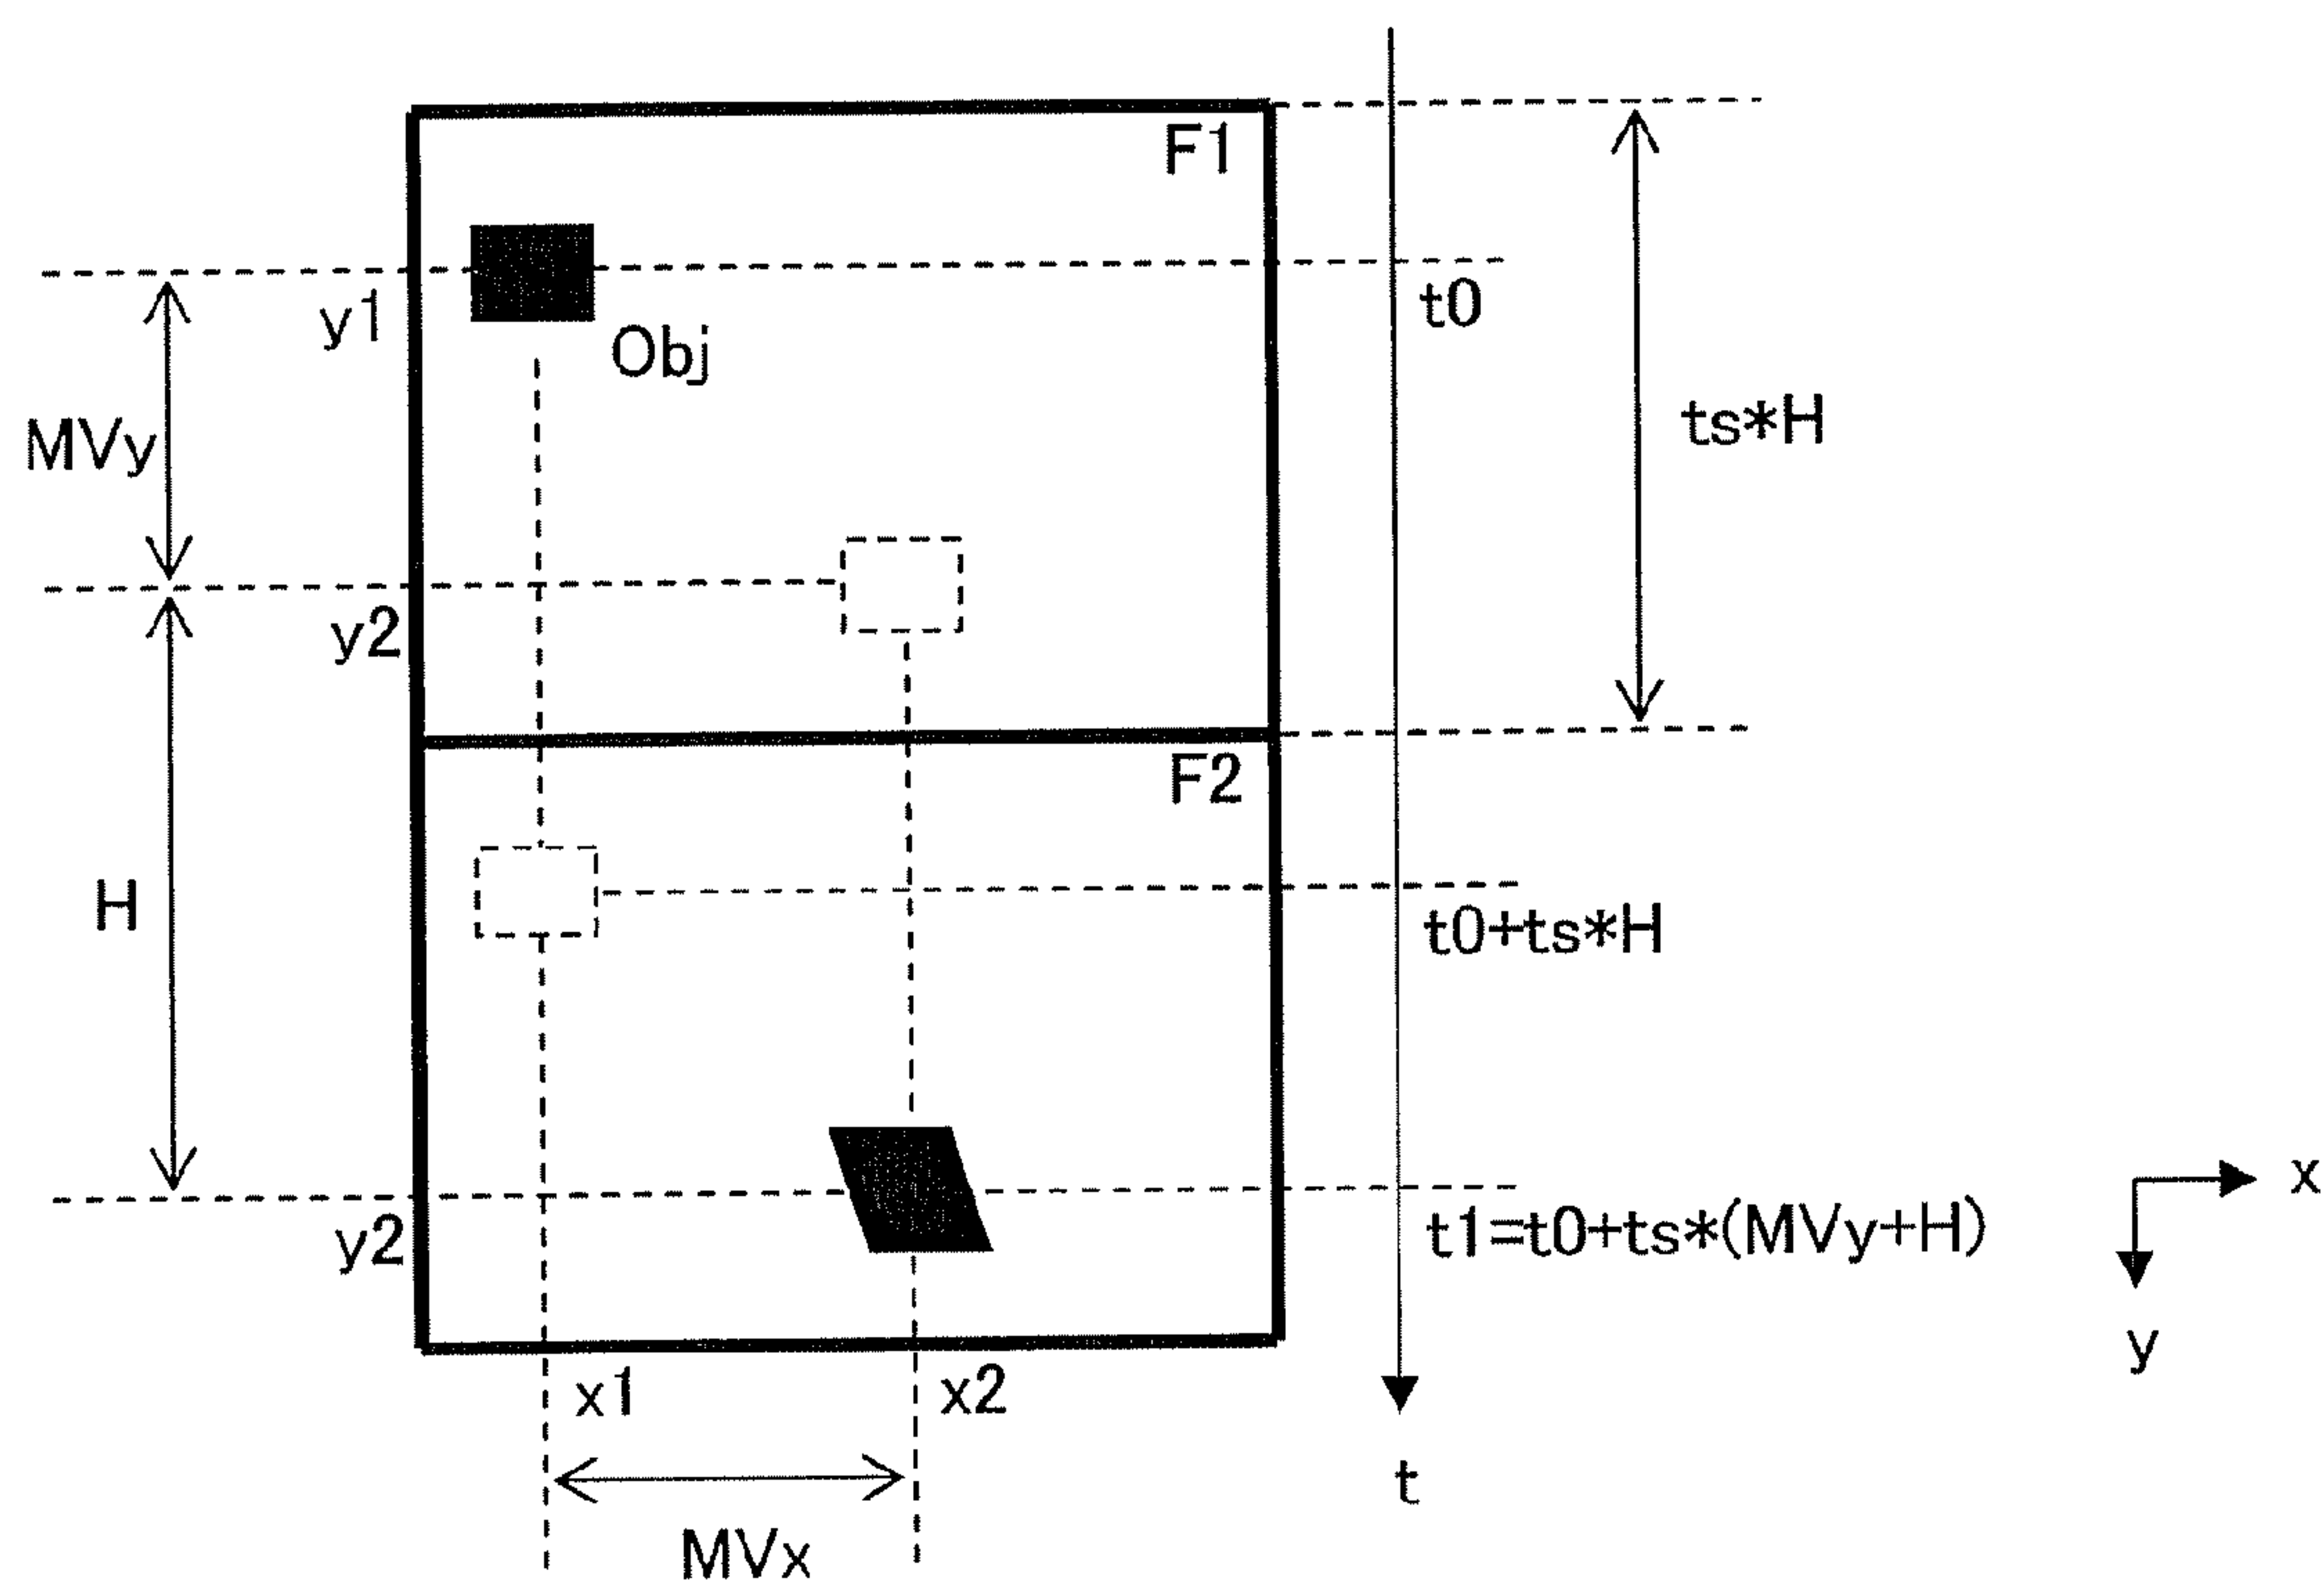 F1
y1
Obj
t0
MVy
ts*H
y2
F2
H
t0+ts*H
y2
t1=t0+ts*(MVy+H)
x
y
x1
x2
t
MVx